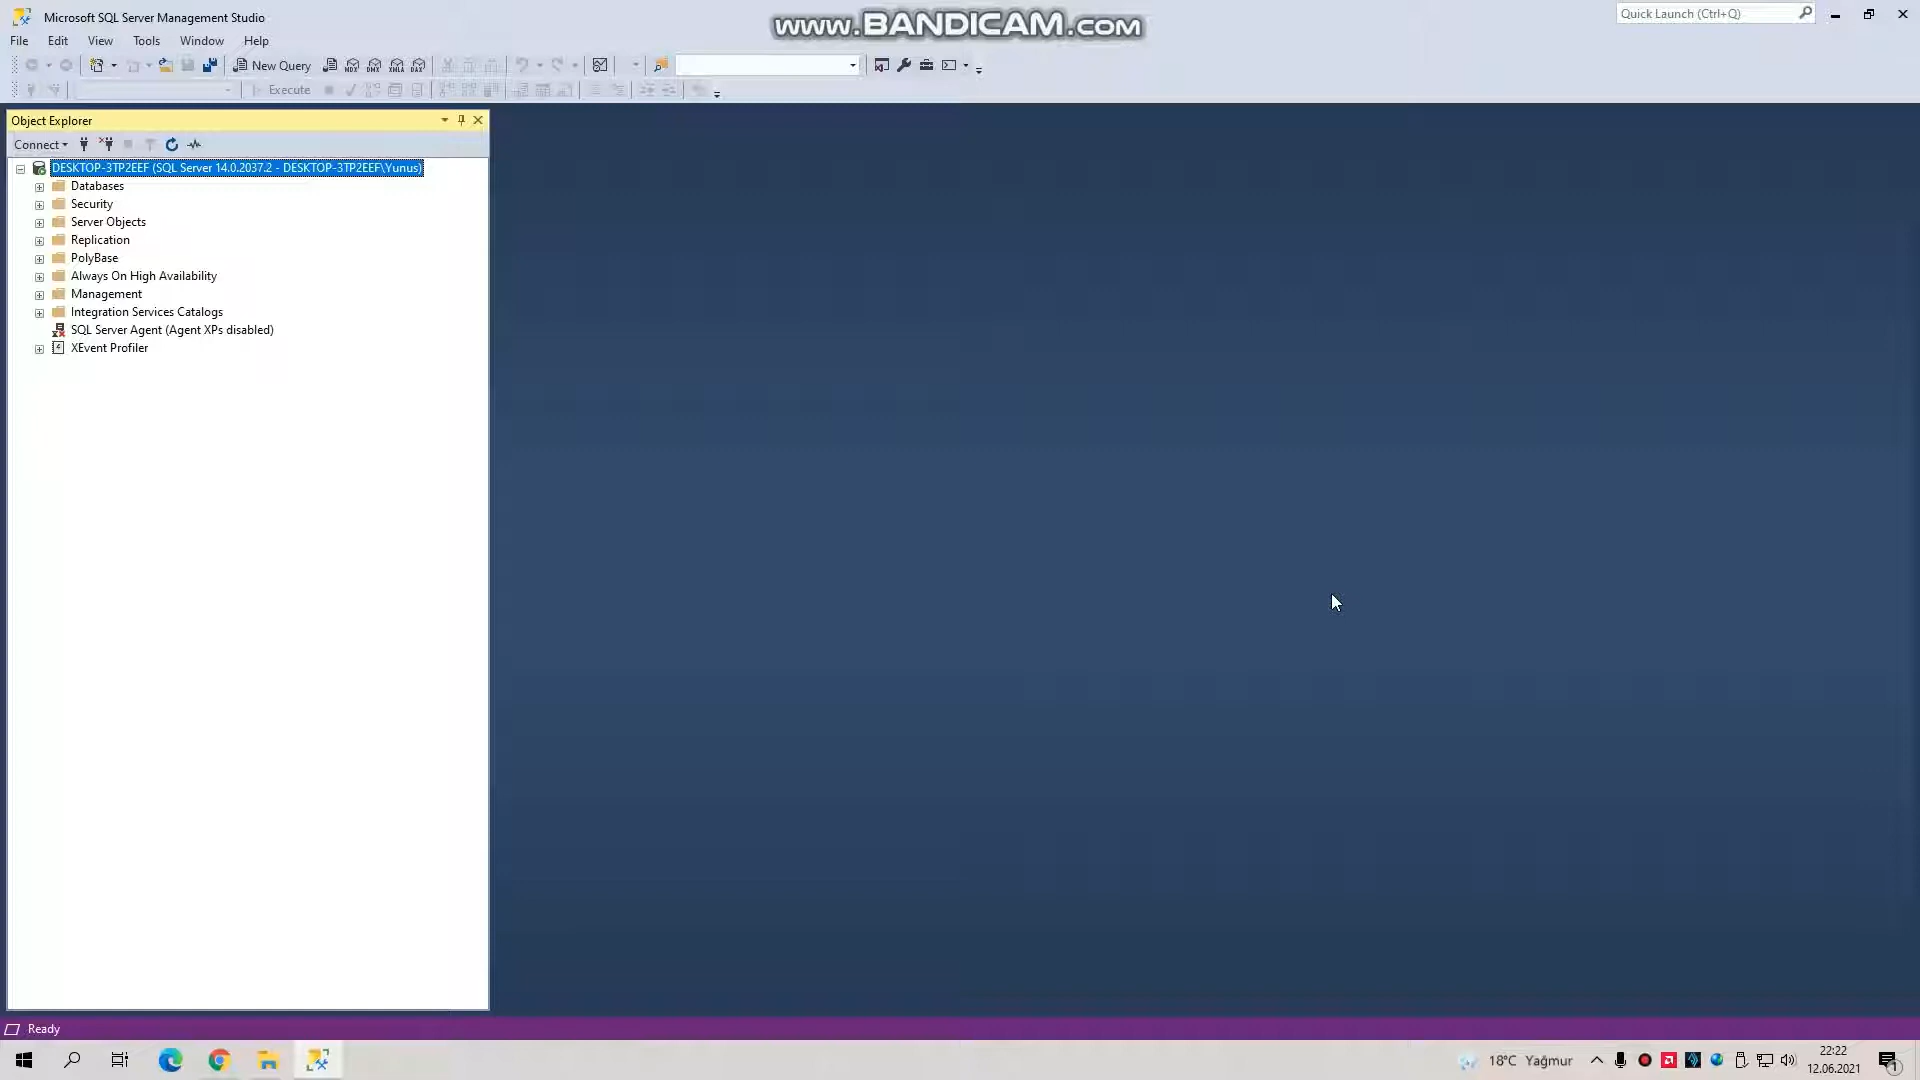 Microsoft SQL Server Management Studio
www.BANDICAM.com
Quick Launch (Ctrl+Q)
File Edit View Tools Window Help
New Query
Execute
Object Explorer
Connect
DESKTOP-3TP2EEF (SQL Server 14.0.2037.2 - DESKTOP-3TP2EEF\Yunus)
Databases
Security
Server Objects
Replication
PolyBase
Always On High Availability
Management
Integration Services Catalogs
SQL Server Agent (Agent XPs disabled)
XEvent Profiler
Ready
18°C Yağmur
22:22
12.06.2021
1